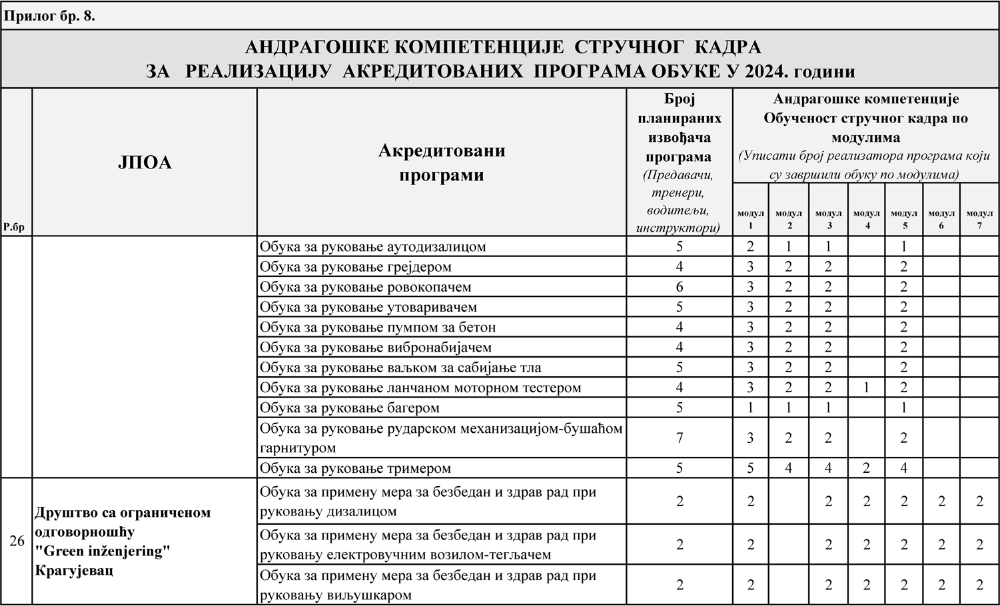 Прилог бр. 8.
АНДРАГОШКЕ КОМПЕТЕНЦИЈЕ СТРУЧНОГ КАДРА
ЗА РЕАЛИЗАЦИЈУ АКРЕДИТОВАНИХ ПРОГРАМА ОБУКЕ У 2024. години
Р.бр
ЈПОА
Акредитовани
програми
Број
планираних
извођача
програма
(Предавачи,
тренери,
водитељи,
инструктори)
Андрагошке компетенције
Обученост стручног кадра по
модулима
(Уписати број реализатора програма који
су завршили обуку по модулима)
модул 1 модул 2 модул 3 модул 4 модул 5 модул 6 модул 7
Обука за руковање аутодизалицом 5 2 1 1 1
Обука за руковање грејдером 4 3 2 2 2
Обука за руковање ровокопачем 6 3 2 2 2
Обука за руковање утоваривачем 5 3 2 2 2
Обука за руковање пумпом за бетон 4 3 2 2 2
Обука за руковање вибронабијачем 4 3 2 2 2
Обука за руковање ваљком за сабијање тла 5 3 2 2 2
Обука за руковање ланчаном моторном тестером 4 3 2 2 1 2
Обука за руковање багером 5 1 1 1 1
Обука за руковање рударском механизацијом-бушаћом
гарнитуром 7 3 2 2 2
Обука за руковање тримером 5 5 4 4 2 4
26
Друштво са ограниченом
одговорношћу
"Green inženjering"
Крагујевац
Обука за примену мера за безбедан и здрав рад при
руковању дизалицом 2 2 2 2 2 2 2
Обука за примену мера за безбедан и здрав рад при
руковању електровучним возилом-тегљачем 2 2 2 2 2 2 2
Обука за примену мера за безбедан и здрав рад при
руковању виљушкаром 2 2 2 2 2 2 2